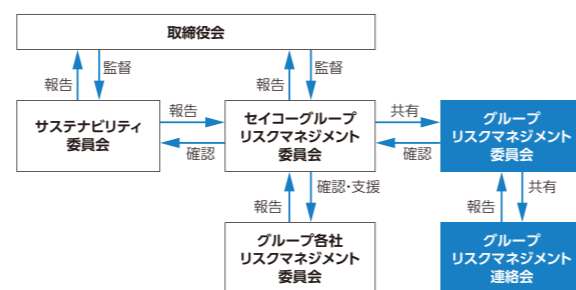 取締役会
報告
監督
報告
監督
サステナビリティ
委員会
報告
確認
セイコーグループ
リスクマネジメント
委員会
共有
確認
グループ
リスクマネジメント
委員会
報告
確認・支援
報告
共有
グループ各社
リスクマネジメント
委員会
グループ
リスクマネジメント
連絡会